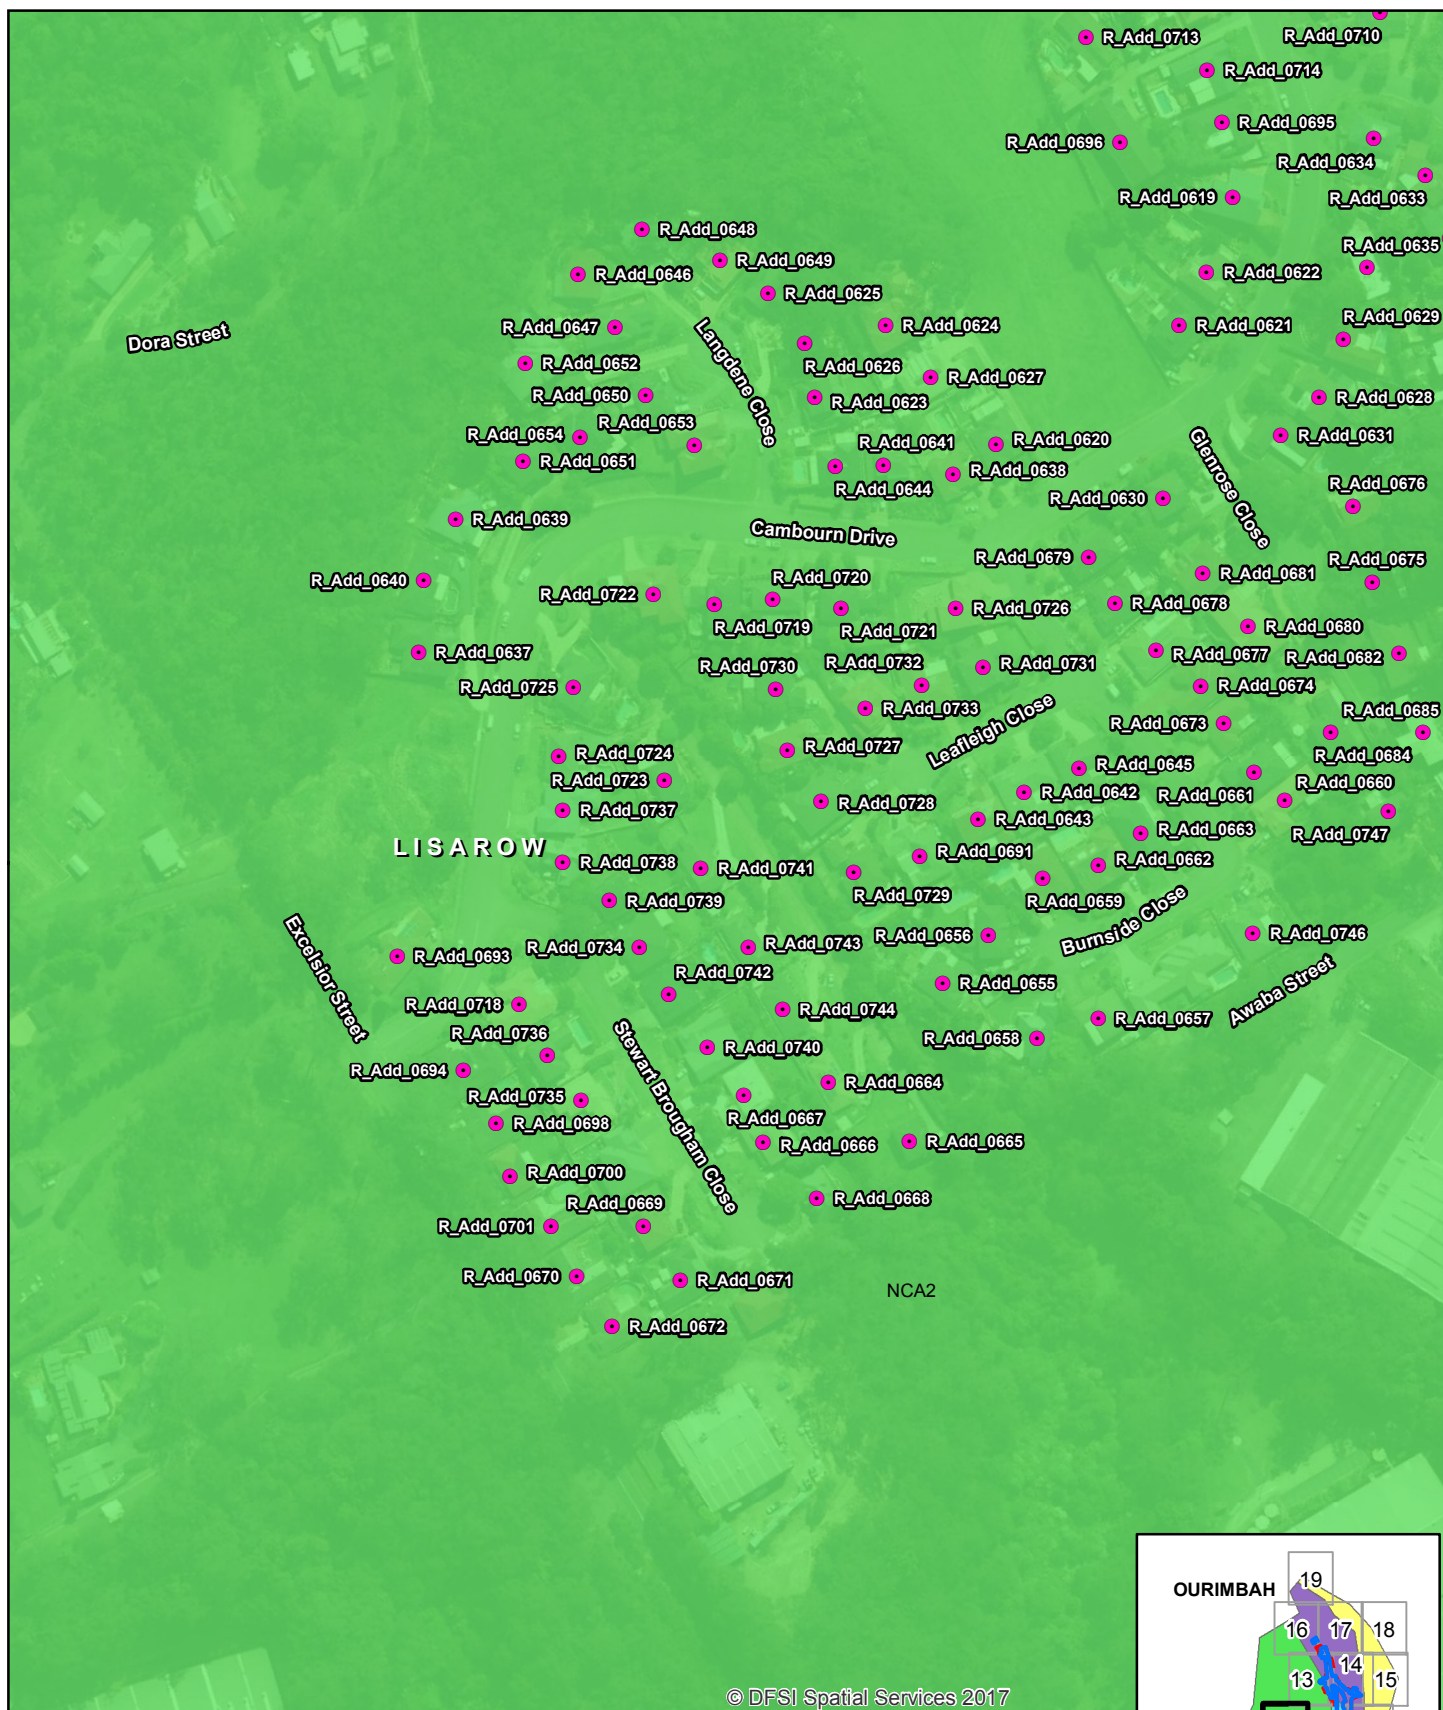 R_Add_0713
R_Add_0710
R_Add_0714
R_Add_0695
R_Add_0696
R_Add_0634
R_Add_0619
R_Add_0633
R_Add_0648
R_Add_0635
R_Add_0649
R_Add_0646
R_Add_0622
R_Add_0625
R_Add_0629
R_Add_0647
R_Add_0624
R_Add_0621
Dora Street
Langdene Close
R_Add_0652
R_Add_0626
R_Add_0627
R_Add_0650
R_Add_0623
R_Add_0628
R_Add_0653
R_Add_0654
R_Add_0641
R_Add_0620
R_Add_0631
R_Add_0651
R_Add_0638
Glenrose Close
R_Add_0644
R_Add_0676
R_Add_0630
R_Add_0639
Cambourn Drive
R_Add_0679
R_Add_0675
R_Add_0681
R_Add_0640
R_Add_0720
R_Add_0722
R_Add_0726
R_Add_0678
R_Add_0719
R_Add_0721
R_Add_0680
R_Add_0637
R_Add_0677
R_Add_0682
R_Add_0730
R_Add_0732
R_Add_0731
R_Add_0725
R_Add_0674
R_Add_0733
R_Add_0685
R_Add_0673
Leafleigh Close
R_Add_0727
R_Add_0724
R_Add_0684
R_Add_0723
R_Add_0645
R_Add_0660
R_Add_0642
R_Add_0661
R_Add_0728
R_Add_0737
R_Add_0643
R_Add_0663
R_Add_0747
LISAROW
R_Add_0738
R_Add_0741
R_Add_0691
R_Add_0662
R_Add_0729
R_Add_0739
R_Add_0659
Burnside Close
R_Add_0656
R_Add_0746
R_Add_0734
R_Add_0743
Excelsior Street
R_Add_0693
R_Add_0742
R_Add_0655
Awaba Street
R_Add_0718
R_Add_0744
R_Add_0657
R_Add_0736
R_Add_0658
R_Add_0740
R_Add_0694
Stewart Brougham Close
R_Add_0664
R_Add_0735
R_Add_0667
R_Add_0698
R_Add_0666
R_Add_0665
R_Add_0700
R_Add_0669
R_Add_0668
R_Add_0701
R_Add_0670
R_Add_0671
NCA2
R_Add_0672
OURIMBAH
19
16
17
18
14
13
15
© DFSI Spatial Services 2017